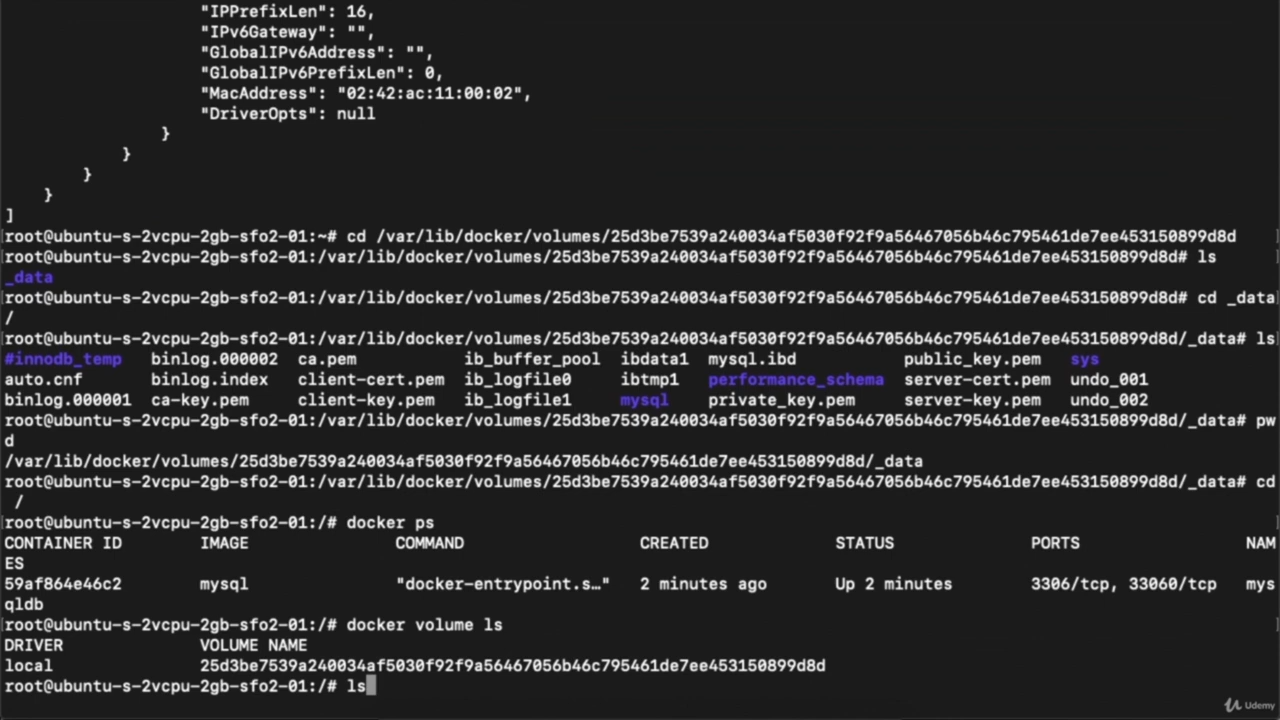 "IPPrefixLen": 16,
"IPv6Gateway": "",
"GlobalIPv6Address": "",
"GlobalIPv6PrefixLen": 0,
"MacAddress": "02:42:ac:11:00:02",
"DriverOpts": null
}
}
}
}
]
root@ubuntu-s-2vcpu-2gb-sfo2-01:~# cd /var/lib/docker/volumes/25d3be7539a240034af5030f92f9a56467056b46c795461de7ee453150899d8d
root@ubuntu-s-2vcpu-2gb-sfo2-01:/var/lib/docker/volumes/25d3be7539a240034af5030f92f9a56467056b46c795461de7ee453150899d8d# ls
_data
root@ubuntu-s-2vcpu-2gb-sfo2-01:/var/lib/docker/volumes/25d3be7539a240034af5030f92f9a56467056b46c795461de7ee453150899d8d# cd _data
/
root@ubuntu-s-2vcpu-2gb-sfo2-01:/var/lib/docker/volumes/25d3be7539a240034af5030f92f9a56467056b46c795461de7ee453150899d8d/_data# ls
#innodb_temp binlog.000002 ca.pem ib_buffer_pool ibdata1 mysql.ibd public_key.pem sys
auto.cnf binlog.index client-cert.pem ib_logfile0 ibtmp1 performance_schema server-cert.pem undo_001
binlog.000001 ca-key.pem client-key.pem ib_logfile1 mysql private_key.pem server-key.pem undo_002
root@ubuntu-s-2vcpu-2gb-sfo2-01:/var/lib/docker/volumes/25d3be7539a240034af5030f92f9a56467056b46c795461de7ee453150899d8d/_data# pw
d
/var/lib/docker/volumes/25d3be7539a240034af5030f92f9a56467056b46c795461de7ee453150899d8d/_data
root@ubuntu-s-2vcpu-2gb-sfo2-01:/var/lib/docker/volumes/25d3be7539a240034af5030f92f9a56467056b46c795461de7ee453150899d8d/_data# cd
/
root@ubuntu-s-2vcpu-2gb-sfo2-01:/# docker ps
CONTAINER ID IMAGE COMMAND CREATED STATUS PORTS NAM
ES
59af864e46c2 mysql "docker-entrypoint.s…" 2 minutes ago Up 2 minutes 3306/tcp, 33060/tcp mys
qldb
root@ubuntu-s-2vcpu-2gb-sfo2-01:/# docker volume ls
DRIVER VOLUME NAME
local 25d3be7539a240034af5030f92f9a56467056b46c795461de7ee453150899d8d
root@ubuntu-s-2vcpu-2gb-sfo2-01:/# ls
Udemy